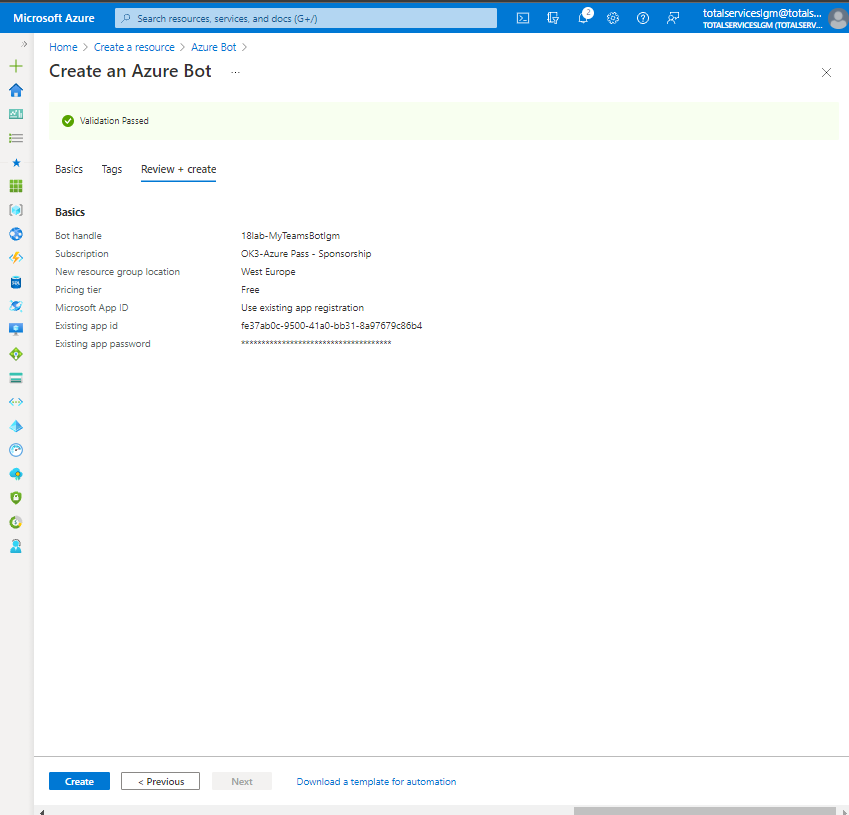 Microsoft Azure
Search resources, services, and docs (G+/)
2
totalserviceslgm@totals...
TOTALSERVICESLGM (TOTALSERV...
Home > Create a resource > Azure Bot >
Create an Azure Bot ...
Validation Passed
Basics Tags Review + create
Basics
Bot handle 18lab-MyTeamsBotlgm
Subscription OK3-Azure Pass - Sponsorship
New resource group location West Europe
Pricing tier Free
Microsoft App ID Use existing app registration
Existing app id fe37ab0c-9500-41a0-bb31-8a97679c86b4
Existing app password *************************************
Create < Previous Next Download a template for automation